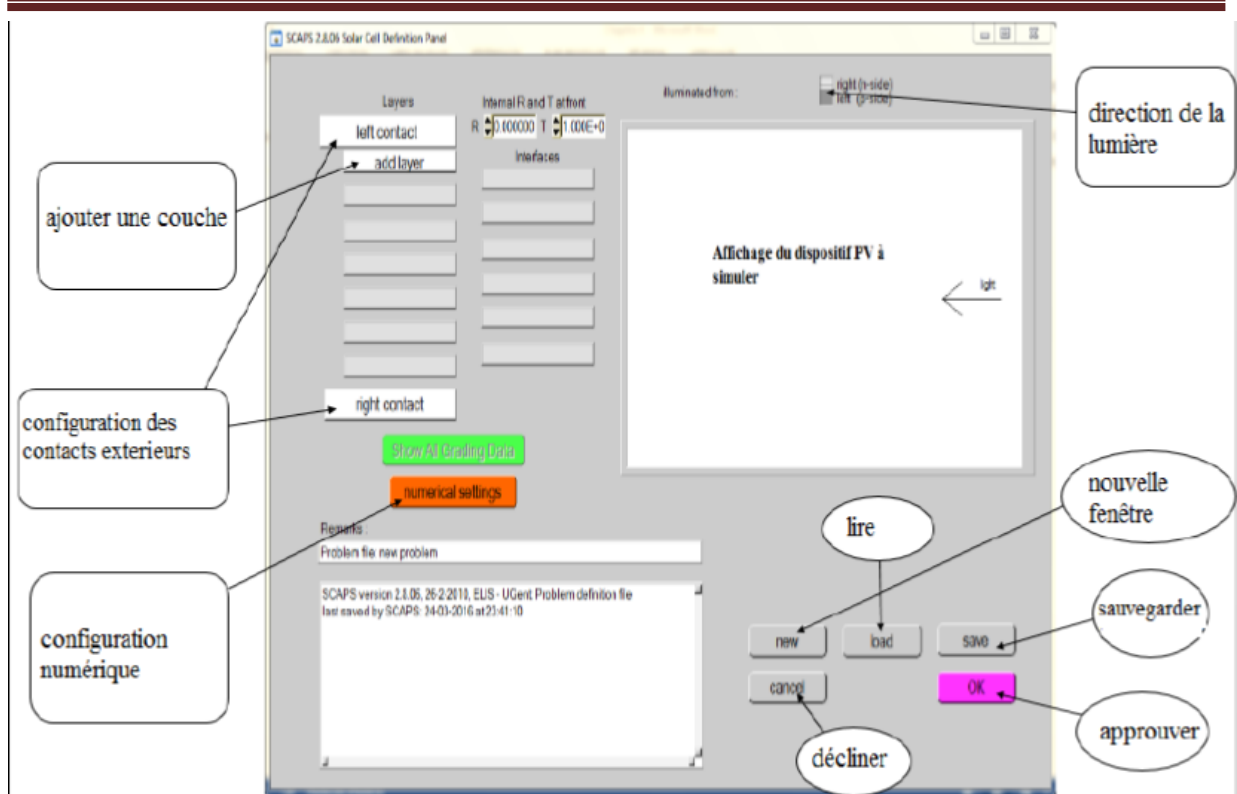 SCAPS 2.8.06 Solar Cell Definition Panel
Layers
Internal R and T at front
illuminated from :
right (n-side)
left (p-side)
R 0.000000 T 1.000E+0
left contact
add layer
Interfaces
direction de la
lumière
ajouter une couche
Affichage du dispositif PV à
simuler
light
right contact
configuration des
contacts exterieurs
Show All Grading Data
numerical settings
nouvelle
fenêtre
lire
Remarks :
Problem file: new problem
SCAPS version 2.8.06, 26-2-2010, ELIS - UGent: Problem definition file
last saved by SCAPS: 24-03-2016 at 23:41:10
configuration
numérique
sauvegarder
new
load
save
cancel
OK
approuver
décliner